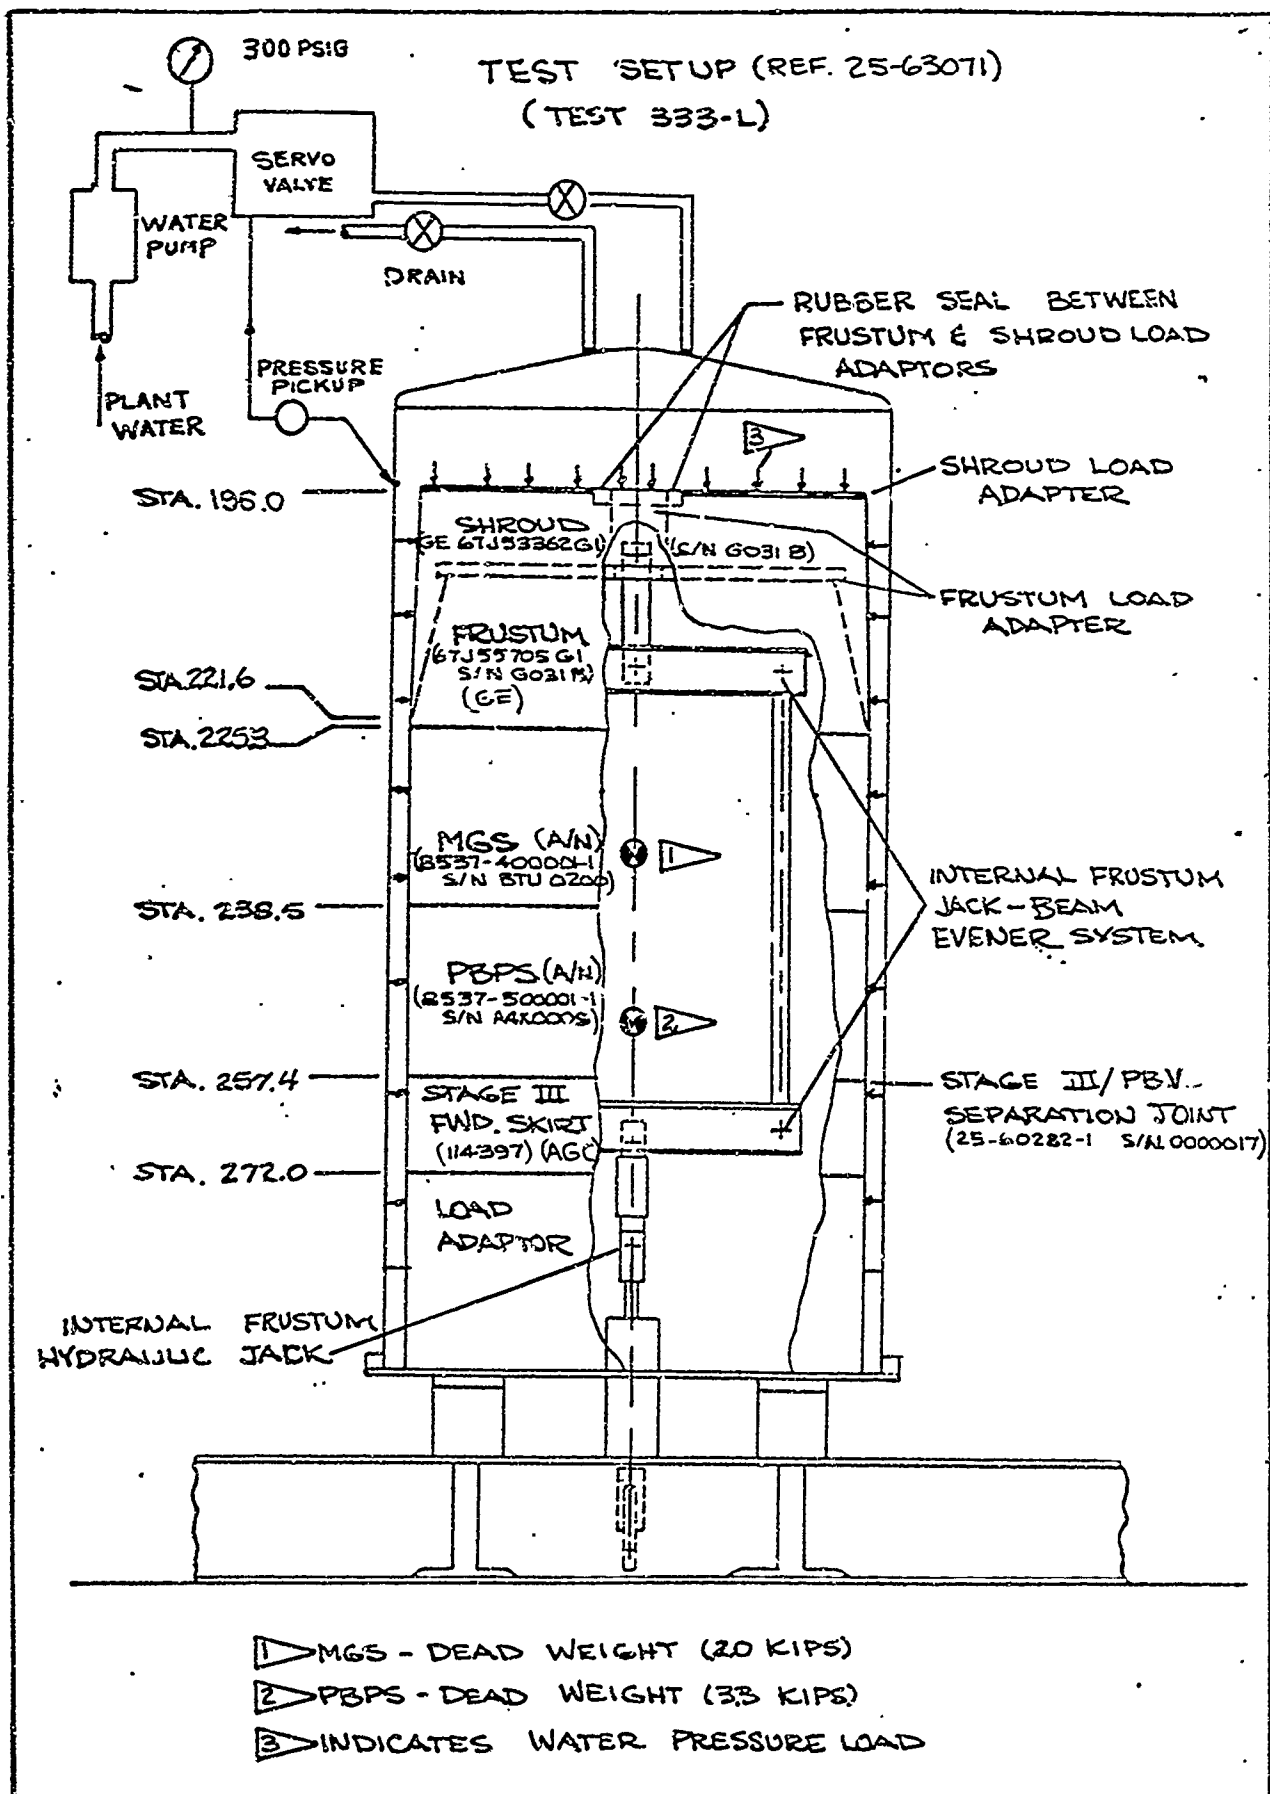 300 PSIG
TEST SETUP (REF. 25-63071)
(TEST 333-L)
SERVO
VALVE
WATER
PUMP
DRAIN
PLANT
WATER
PRESSURE
PICKUP
RUBBER SEAL BETWEEN
FRUSTUM & SHROUD LOAD
ADAPTORS
3
SHROUD LOAD
ADAPTER
STA. 196.0
SHROUD
(GE 67J53362G1) (S/N G031B)
FRUSTUM LOAD
ADAPTER
FRUSTUM
(67J55705 G1
S/N G031B)
(GE)
STA. 221.6
STA. 225.3
MGS (A/N)
(8537-400001-1
S/N BTU 0200)
1
STA. 238.5
INTERNAL FRUSTUM
JACK-BEAM
EVENER SYSTEM
PBPS (A/N)
(8537-500001-1
S/N
2
STA. 257.4
STAGE III
FWD. SKIRT
(114397) (AGC)
STAGE III/PBV
SEPARATION JOINT
(25-60282-1 S/N 0000017)
STA. 272.0
LOAD
ADAPTOR
INTERNAL FRUSTUM
HYDRAULIC JACK
1 MGS - DEAD WEIGHT (2.0 KIPS)
2 PBPS - DEAD WEIGHT (3.3 KIPS)
3 INDICATES WATER PRESSURE LOAD